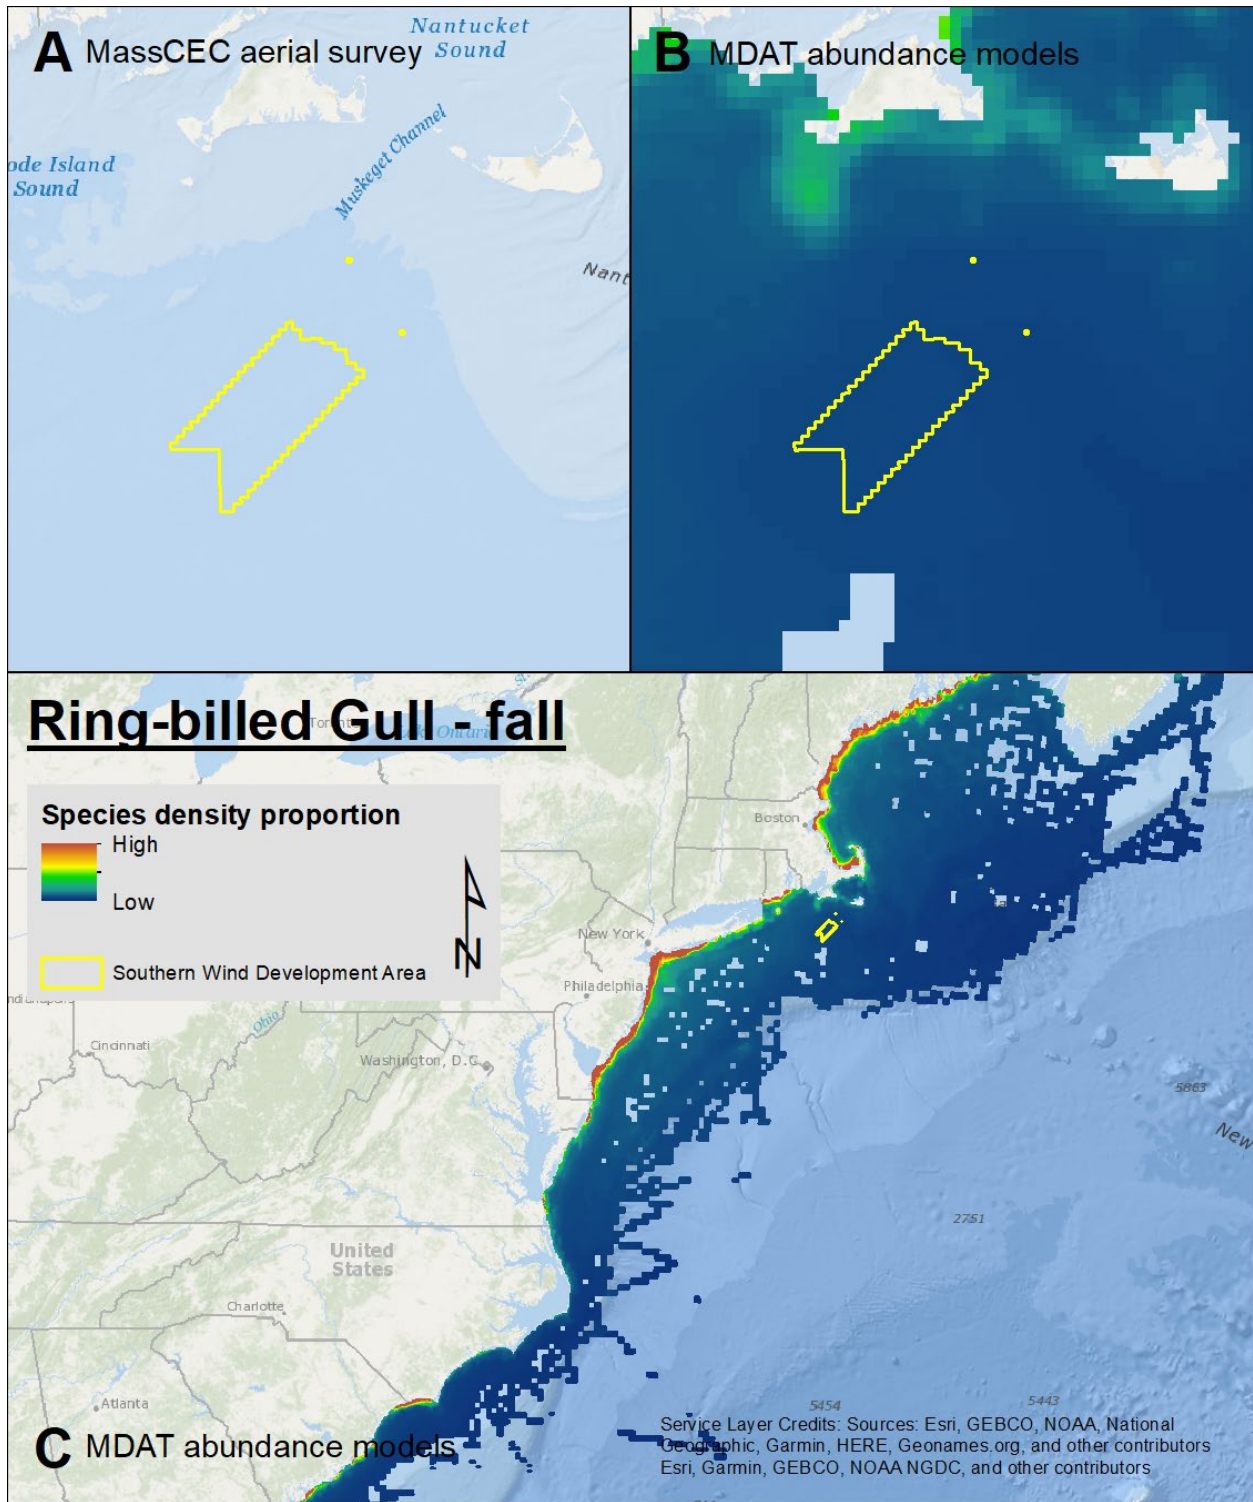 A MassCEC aerial survey
Nantucket
Sound
ode Island
Sound
Muskeget Channel
Nant
B MDAT abundance models
Ring-billed Gull - fall
Species density proportion
High
Low
N
Southern Wind Development Area
Boston
New York
Philadelphia
Ohio
Cincinnati
Washington, D.C.
United
States
Charlotte
Atlanta
5863
New
2751
5454
5443
C MDAT abundance models
Service Layer Credits: Sources: Esri, GEBCO, NOAA, National
Geographic, Garmin, HERE, Geonames.org, and other contributors
Esri, Garmin, GEBCO, NOAA NGDC, and other contributors